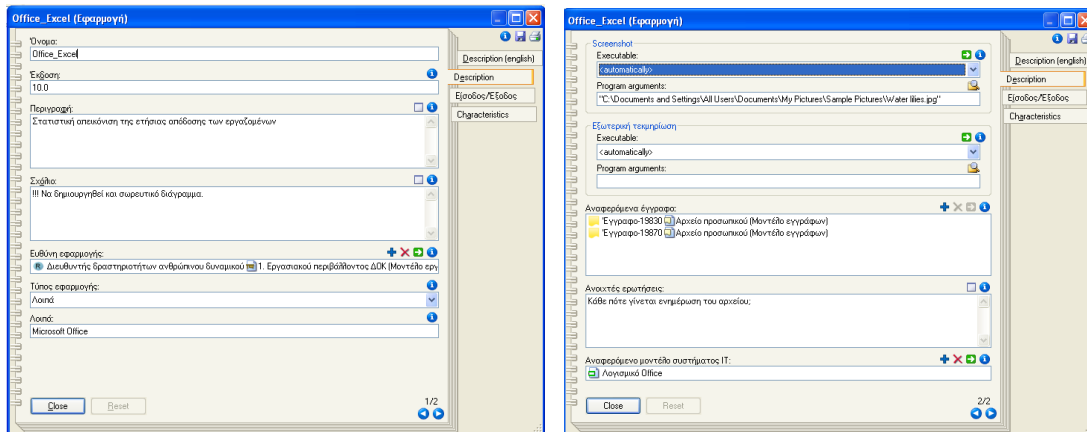 Office_Excel (Εφαρμογή)
Όνομα:
Office_Excel
Έκδοση:
10.0
Περιγραφή:
Στατιστική απεικόνιση της ετήσιας απόδοσης των εργαζομένων
Σχόλιο:
!!! Να δημιουργηθεί και σωρευτικό διάγραμμα.
Ευθύνη εφαρμογής:
Διευθυντής δραστηριοτήτων ανθρώπινου δυναμικού 1. Εργασιακού περιβάλλοντος ΔΟΚ (Μοντέλο εργ
Τύπος εφαρμογής:
Λοιπά
Λοιπά:
Microsoft Office
Close
Reset
1/2
Description (english)
Description
Είσοδος/Έξοδος
Characteristics
Office_Excel (Εφαρμογή)
Screenshot
Executable:
<automatically>
Program arguments:
"C:\Documents and Settings\All Users\Documents\My Pictures\Sample Pictures\Water lilies.jpg"
Εξωτερική τεκμηρίωση
Executable:
<automatically>
Program arguments:
Αναφερόμενα έγγραφα:
Έγγραφο-19830 Αρχείο προσωπικού (Μοντέλο εγγράφων)
Έγγραφο-19870 Αρχείο προσωπικού (Μοντέλο εγγράφων)
Ανοιχτές ερωτήσεις:
Κάθε πότε γίνεται ενημέρωση του αρχείου;
Αναφερόμενο μοντέλο συστήματος IT:
Λογισμικό Office
Close
Reset
2/2
Description (english)
Description
Είσοδος/Έξοδος
Characteristics